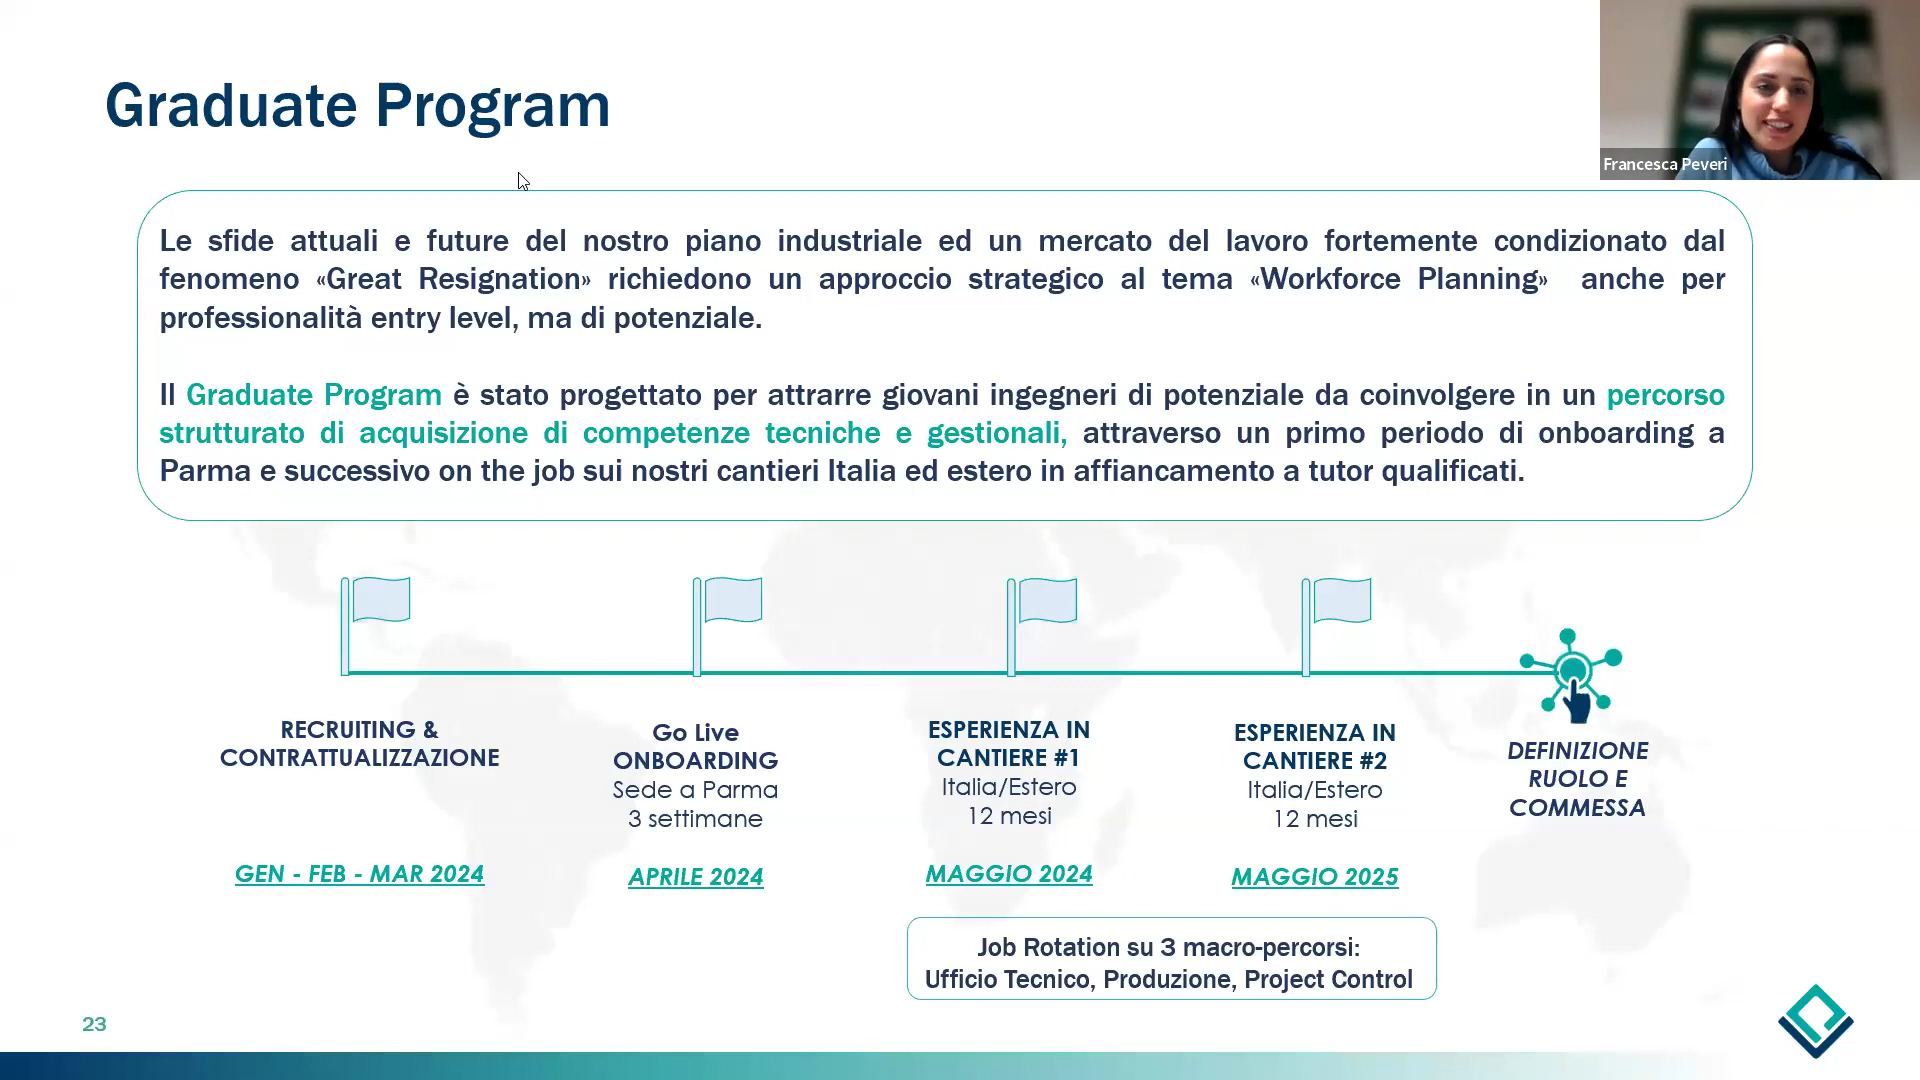 Graduate Program
Francesca Peveri
Le sfide attuali e future del nostro piano industriale ed un mercato del lavoro fortemente condizionato dal
fenomeno «Great Resignation» richiedono un approccio strategico al tema «Workforce Planning» anche per
professionalità entry level, ma di potenziale.
Il Graduate Program è stato progettato per attrarre giovani ingegneri di potenziale da coinvolgere in un percorso
strutturato di acquisizione di competenze tecniche e gestionali, attraverso un primo periodo di onboarding a
Parma e successivo on the job sui nostri cantieri Italia ed estero in affiancamento a tutor qualificati.
RECRUITING &
CONTRATTUALIZZAZIONE
GEN - FEB - MAR 2024
Go Live
ONBOARDING
Sede a Parma
3 settimane
APRILE 2024
ESPERIENZA IN
CANTIERE #1
Italia/Estero
12 mesi
MAGGIO 2024
ESPERIENZA IN
CANTIERE #2
Italia/Estero
12 mesi
MAGGIO 2025
DEFINIZIONE
RUOLO E
COMMESSA
Job Rotation su 3 macro-percorsi:
Ufficio Tecnico, Produzione, Project Control
23